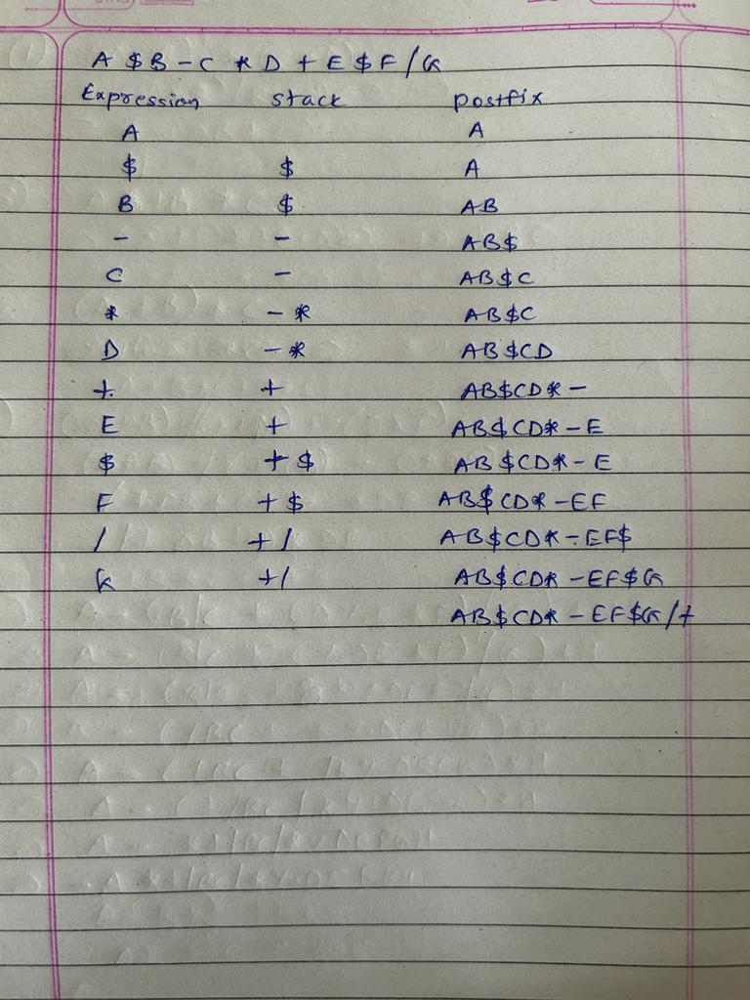 A $ B - C * D + E $ F / G
Expression stack postfix
A A
$ $ A
B $ AB
- - AB$
C - AB$C
* - * AB$C
D - * AB$CD
+ + AB$CD* -
E + AB$CD* - E
$ + $ AB$CD* - E
F + $ AB$CD* - EF
/ + / AB$CD* - EF$
G + / AB$CD* - EF$G
AB$CD* - EF$G/+